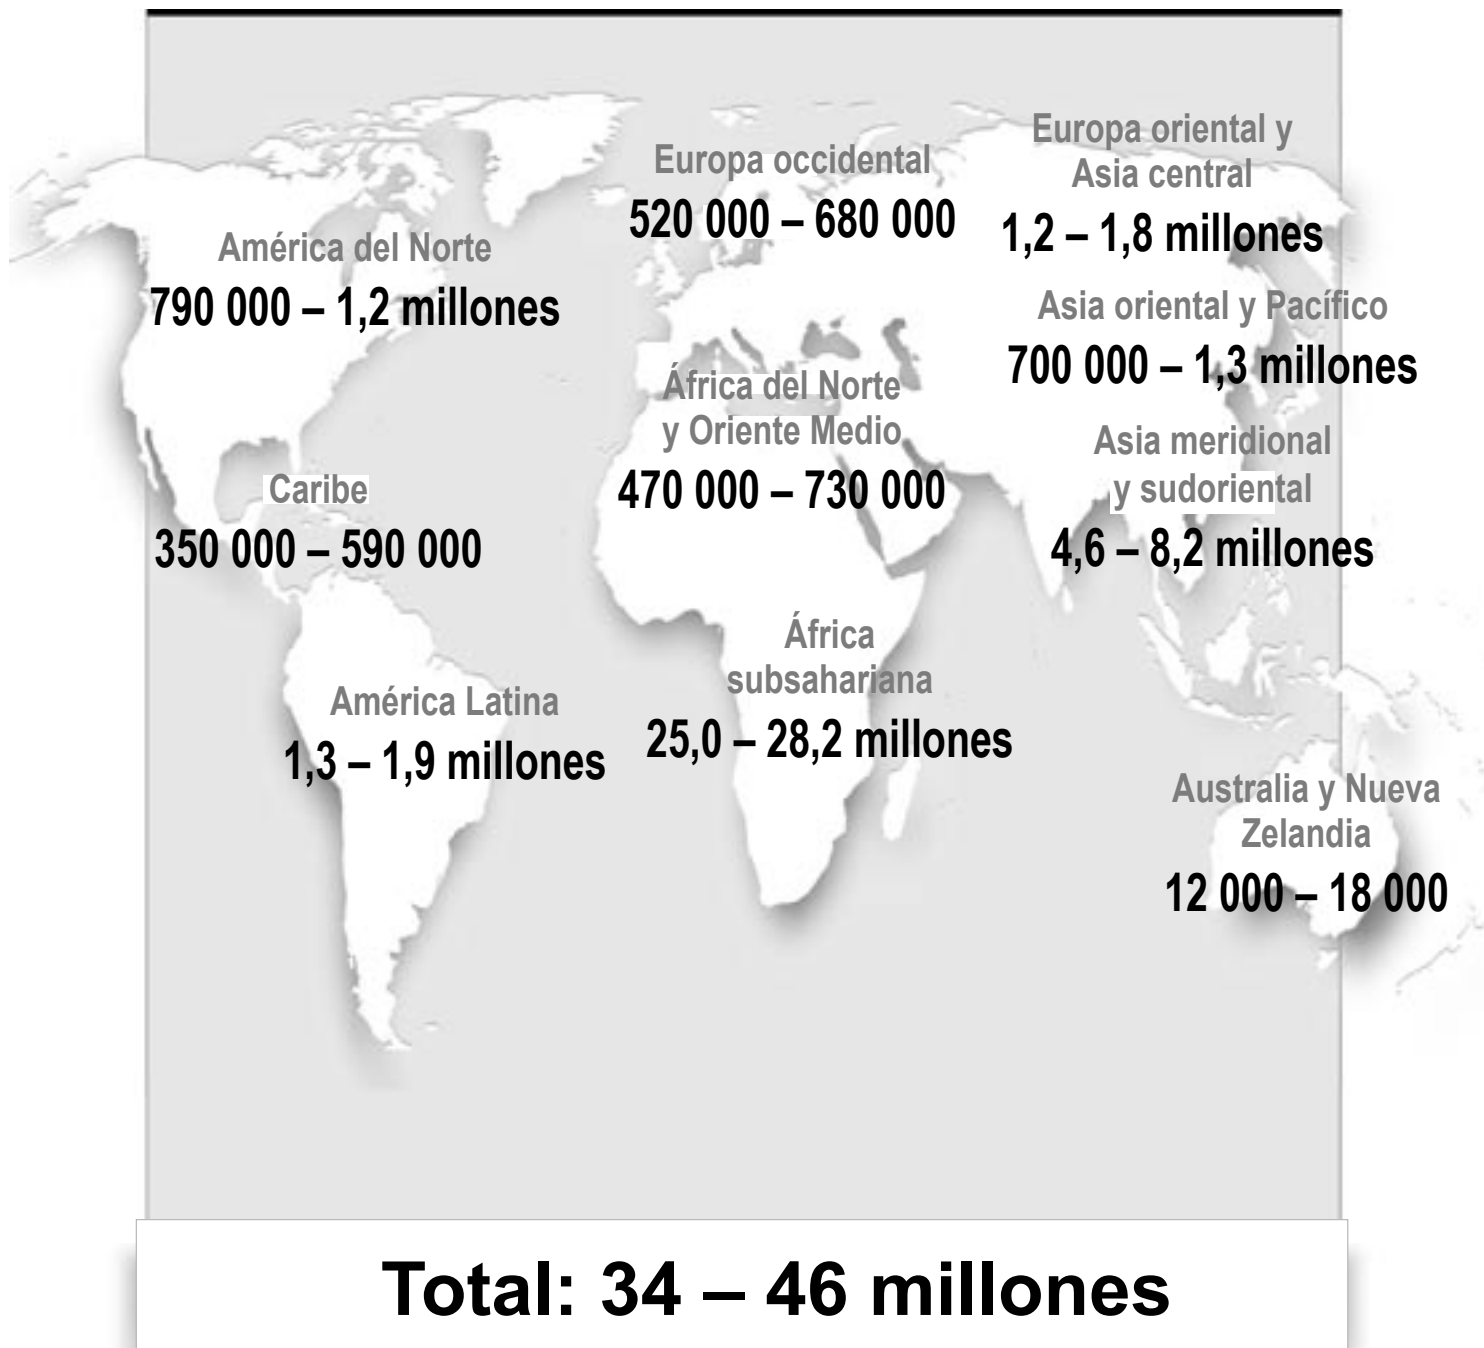 Europa occidental
520 000 – 680 000
Europa oriental y
Asia central
1,2 – 1,8 millones
América del Norte
790 000 – 1,2 millones
Asia oriental y Pacífico
700 000 – 1,3 millones
África del Norte
y Oriente Medio
470 000 – 730 000
Asia meridional
y sudoriental
4,6 – 8,2 millones
Caribe
350 000 – 590 000
África
subsahariana
25,0 – 28,2 millones
América Latina
1,3 – 1,9 millones
Australia y Nueva
Zelandia
12 000 – 18 000
Total: 34 – 46 millones